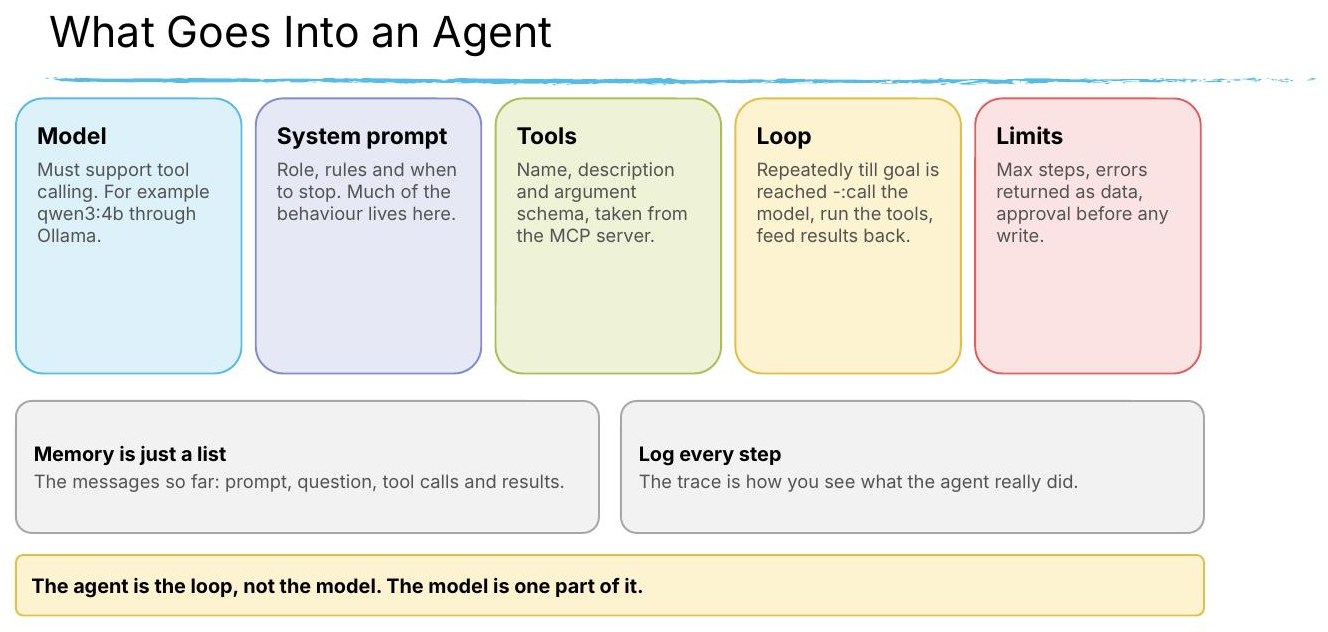 What Goes Into an Agent
Model
Must support tool
calling. For example
qwen3:4b through
Ollama.
System prompt
Role, rules and when
to stop. Much of the
behaviour lives here.
Tools
Name, description
and argument
schema, taken from
the MCP server.
Loop
Repeatedly till goal is
reached -:call the
model, run the tools,
feed results back.
Limits
Max steps, errors
returned as data,
approval before any
write.
Memory is just a list
The messages so far: prompt, question, tool calls and results.
Log every step
The trace is how you see what the agent really did.
The agent is the loop, not the model. The model is one part of it.